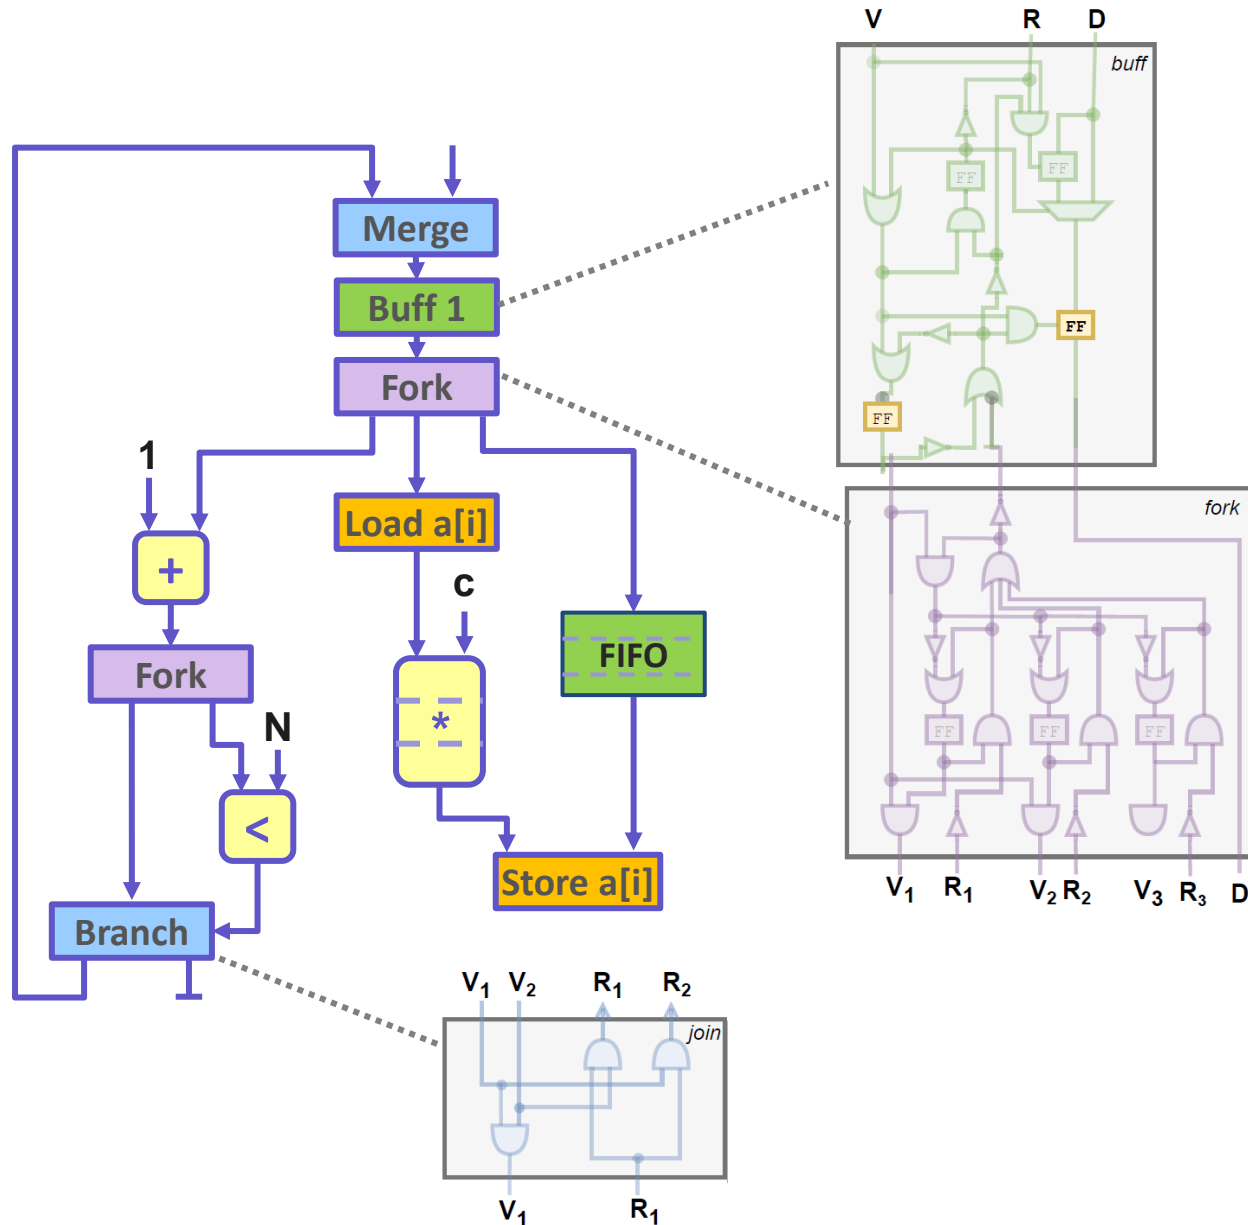 V R D
buff
FF
FF
FF
Merge
Buff 1
Fork
1
Load a[i]
+
c
FIFO
Fork
*
N
<
Store a[i]
Branch
fork
FF FF FF
V1 R1 V2 R2 V3 R3 D
V1 V2 R1 R2
join
V1 R1
FF